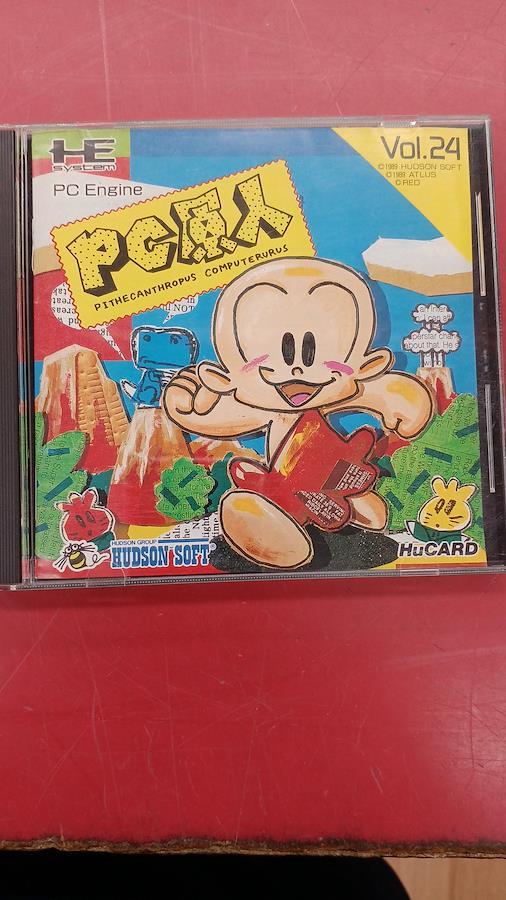 HE
system
PC Engine
Vol.24
©1989 HUDSON SOFT
©1989 ATLUS
©RED
PC原人
PITHECANTHROPUS COMPUTERURUS
HUDSON GROUP
HUDSON SOFT
HuCARD